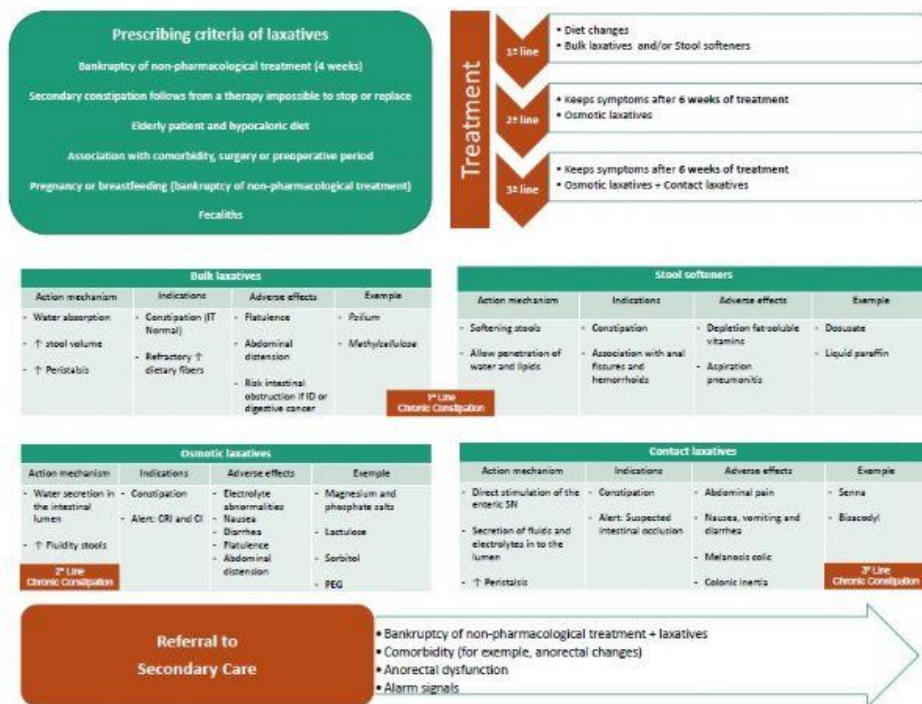 Prescribing criteria of laxatives
Bankruptcy of non-pharmacological treatment (4 weeks)
Secondary constipation follows from a therapy impossible to stop or replace
Elderly patient and hypocaloric diet
Association with comorbidity, surgery or preoperative period
Pregnancy or breastfeeding (bankruptcy of non-pharmacological treatment)
Fecaliths
Treatment
1ª line
• Diet changes
• Bulk laxatives and/or Stool softeners
2ª line
• Keeps symptoms after 6 weeks of treatment
• Osmotic laxatives
3ª line
• Keeps symptoms after 6 weeks of treatment
• Osmotic laxatives + Contact laxatives
Bulk laxatives
Action mechanism
Indications
Adverse effects
Exemple
- Water absorption
- ↑ stool volume
- ↑ Peristalsis
- Constipation (IT
Normal)
- Refractory ↑
dietary fibers
- Flatulence
- Abdominal
distension
- Risk intestinal
obstruction if ID or
digestive cancer
- Psilium
- Methylcellulose
Stool softeners
Action mechanism
Indications
Adverse effects
Exemple
- Softening stools
- Allow penetration of
water and lipids
- Constipation
- Association with anal
fissures and
hemorrhoids
- Depletion fat-soluble
vitamins
- Aspiration
pneumonitis
- Dosusate
- Liquid paraffin
1ª Line
Chronic Constipation
Osmotic laxatives
Action mechanism
Indications
Adverse effects
Exemple
- Water secretion in
the intestinal
lumen
- ↑ Fluidity stools
- Constipation
- Alert: CRI and CI
- Electrolyte
abnormalities
- Nausea
- Diarrhea
- Flatulence
- Abdominal
distension
- Magnesium and
phosphate salts
- Lactulose
- Sorbitol
- PEG
2ª Line
Chronic Constipation
Contact laxatives
Action mechanism
Indications
Adverse effects
Exemple
- Direct stimulation of the
enteric SN
- Secretion of fluids and
electrolytes in to the
lumen
- ↑ Peristalsis
- Constipation
- Alert: Suspected
intestinal occlusion
- Abdominal pain
- Nausea, vomiting and
diarrhea
- Melanosis colic
- Colonic inertia
- Senna
- Bisacodyl
3ª Line
Chronic Constipation
Referral to
Secondary Care
• Bankruptcy of non-pharmacological treatment + laxatives
• Comorbidity (for example, anorectal changes)
• Anorectal dysfunction
• Alarm signals